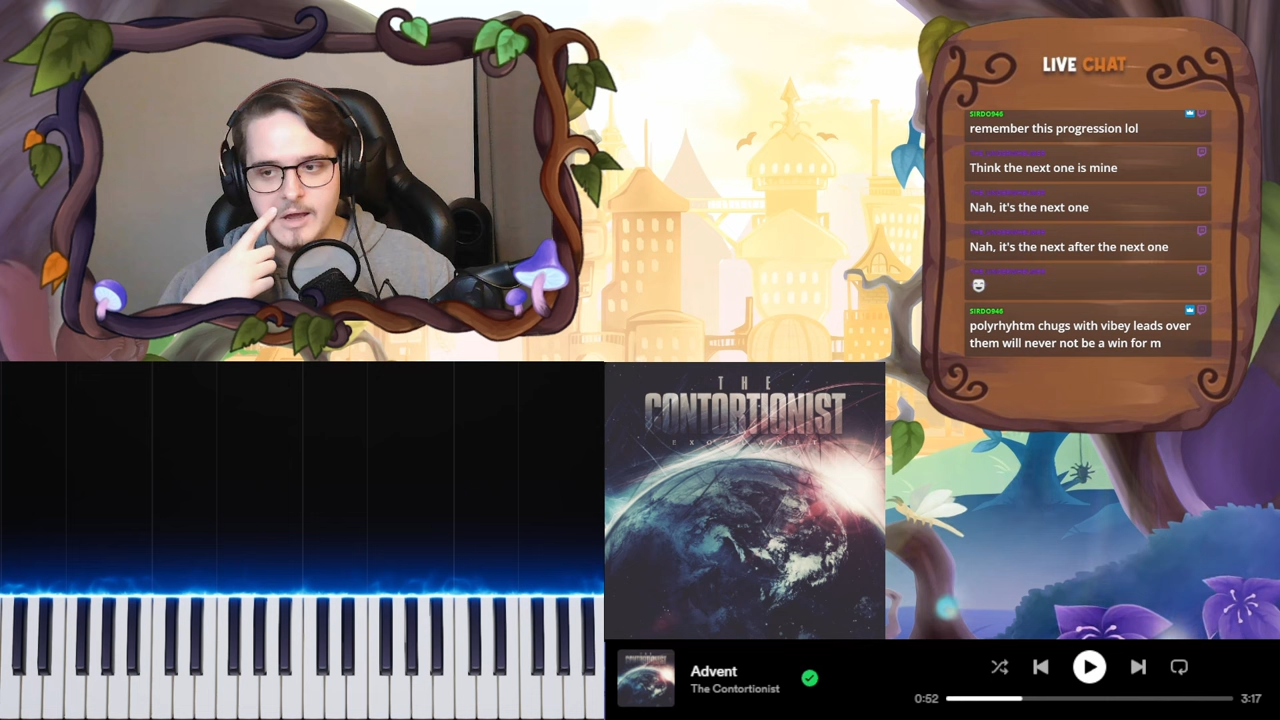 LIVE CHAT
SIRDO946
remember this progression lol
Think the next one is mine
Nah, it's the next one
Nah, it's the next after the next one
SIRDO946
polyrhyhtm chugs with vibey leads over
them will never not be a win for m
THE
CONTORTIONIST
EXOPLANET
Advent
The Contortionist
0:52
3:17